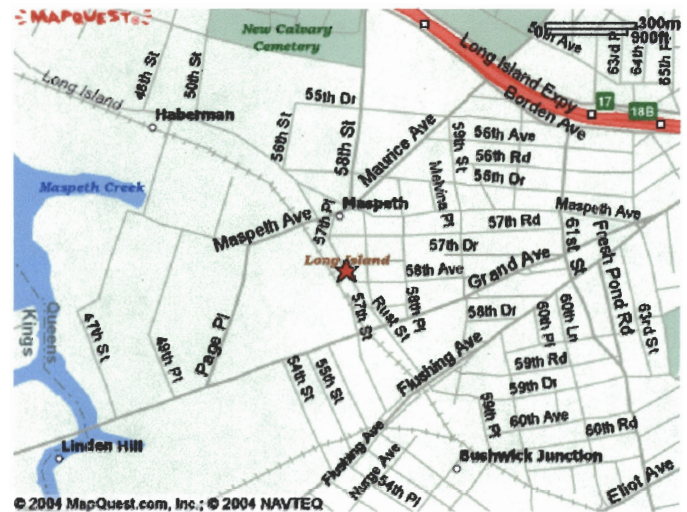 MAPQUEST
New Calvary
Cemetery
300m
900ft
50th Ave
63rd Pl
64th
65th Pl
48th St
50th St
Long Island
Haberman
55th Dr
56th St
58th St
Maurice Ave
Long Island Expy
Borden Ave
17
18B
59th St
56th Ave
56th Rd
56th Dr
Melvina Pl
Maspeth Creek
Maspeth Ave
57th Pl
Maspeth
57th Rd
Maspeth Ave
57th Dr
58th Ave
Grand Ave
61st St
Fresh Pond Rd
Long Island
Queens
Kings
47th St
49th Pl
Page Pl
57th St
Rust St
58th Pl
58th Dr
60th Pl
60th Ln
63rd St
54th St
55th St
Flushing Ave
59th Rd
59th Dr
59th Pl
60th Ave
60th Rd
Linden Hill
Flushing Ave
Nurge Ave
54th Pl
Bushwick Junction
Eliot Ave
© 2004 MapQuest.com, Inc.; © 2004 NAVTEQ